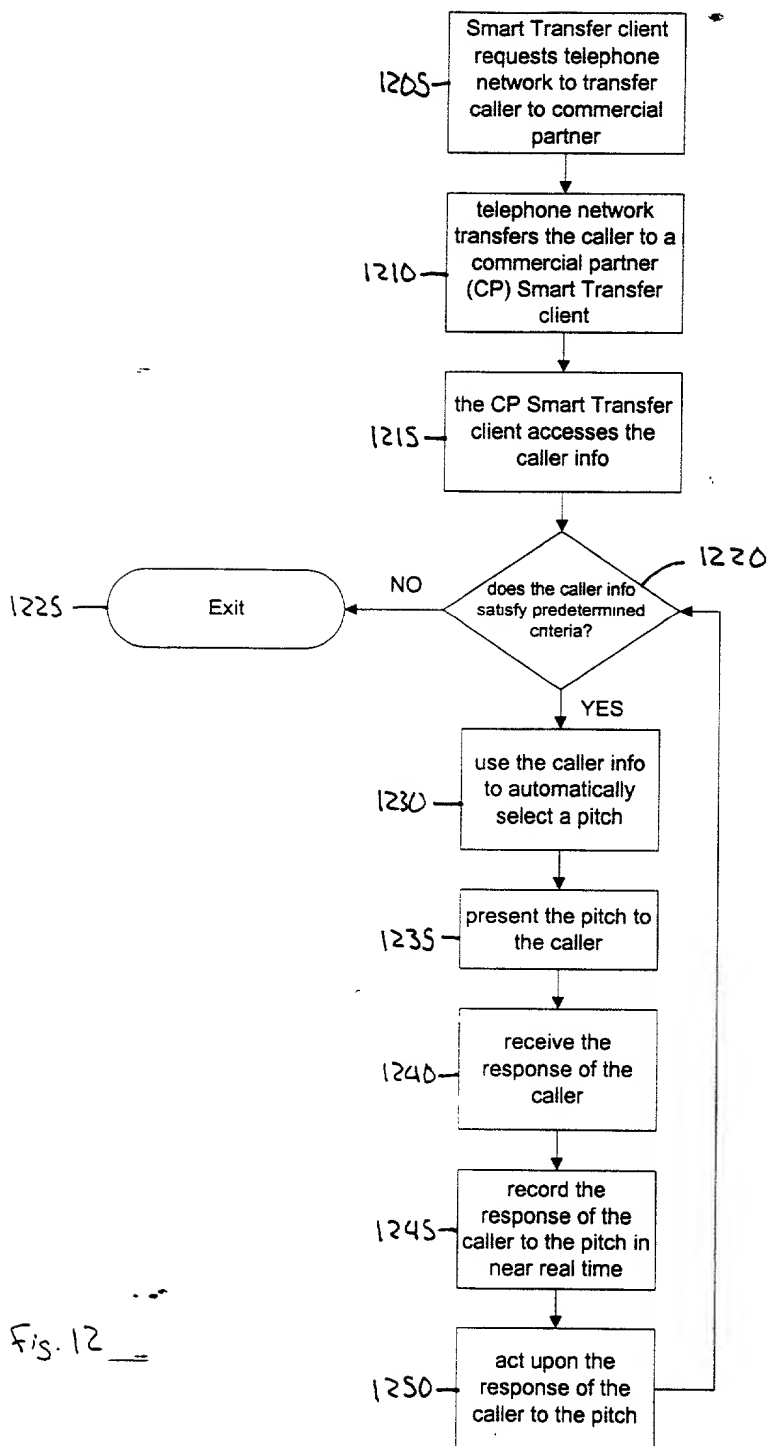 Smart Transfer client
requests telephone
network to transfer
caller to commercial
partner
1205
telephone network
transfers the caller to a
commercial partner
(CP) Smart Transfer
client
1210
the CP Smart Transfer
client accesses the
caller info
1215
1220
does the caller info
satisfy predetermined
criteria?
NO
Exit
1225
YES
use the caller info
to automatically
select a pitch
1230
present the pitch to
the caller
1235
receive the
response of the
caller
1240
record the
response of the
caller to the pitch in
near real time
1245
act upon the
response of the
caller to the pitch
1250
Fig. 12